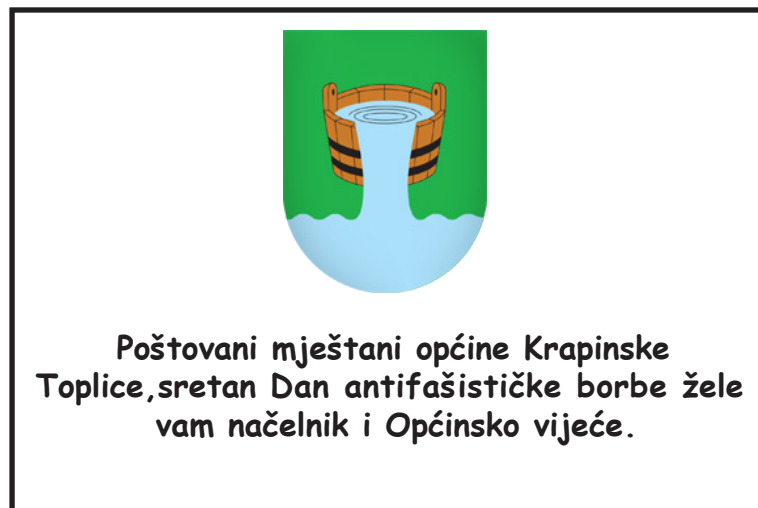 Poštovani mještani općine Krapinske
Toplice,sretan Dan antifašističke borbe žele
vam načelnik i Općinsko vijeće.